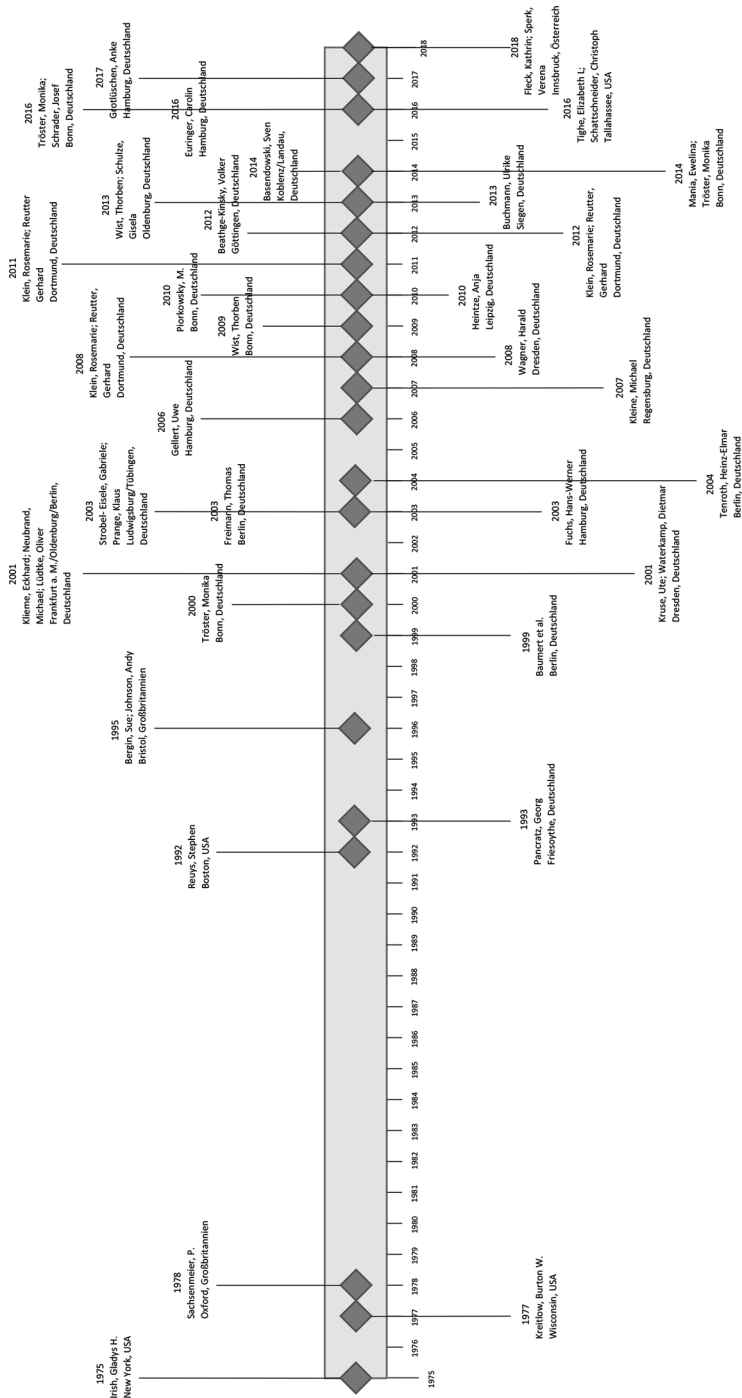 1975
Irish, Gladys H.
New York, USA
1978
Sachsenmeier, P.
Oxford, Großbritannien
1992
Reuys, Stephen
Boston, USA
1995
Bergin, Sue; Johnson, Andy
Bristol, Großbritannien
2000
Tröster, Monika
Bonn, Deutschland
2001
Klieme, Eckhard; Neubrand,
Michael; Lüdtke, Oliver
Frankfurt a. M./Oldenburg/Berlin,
Deutschland
2003
Strobel- Eisele, Gabriele;
Prange, Klaus
Ludwigsburg/Tübingen,
Deutschland
2003
Freimann, Thomas
Berlin, Deutschland
2006
Gellert, Uwe
Hamburg, Deutschland
2008
Klein, Rosemarie; Reutter,
Gerhard
Dortmund, Deutschland
2009
Wist, Thorben
Bonn, Deutschland
2010
Piorkowsky, M.
Bonn, Deutschland
2011
Klein, Rosemarie; Reutter
Gerhard
Dortmund, Deutschland
2012
Beathge-Kinsky, Volker
Göttingen, Deutschland
2013
Wist, Thorben; Schulze,
Gisela
Oldenburg, Deutschland
2014
Basendowski, Sven
Koblenz/Landau,
Deutschland
2016
Tröster, Monika;
Schrader, Josef
Bonn, Deutschland
2016
Euringer, Carolin
Hamburg, Deutschland
2017
Grotlüschen, Anke
Hamburg, Deutschland
1975
1976
1977
1978
1979
1980
1981
1982
1983
1984
1985
1986
1987
1988
1989
1990
1991
1992
1993
1994
1995
1996
1997
1998
1999
2000
2001
2002
2003
2004
2005
2006
2007
2008
2009
2010
2011
2012
2013
2014
2015
2016
2017
2018
1977
Kreitlow, Burton W.
Wisconsin, USA
1993
Pancratz, Georg
Friesoythe, Deutschland
1999
Baumert et al.
Berlin, Deutschland
2001
Kruse, Ute; Waterkamp, Dietmar
Dresden, Deutschland
2003
Fuchs, Hans-Werner
Hamburg, Deutschland
2004
Tenroth, Heinz-Elmar
Berlin, Deutschland
2007
Kleine, Michael
Regensburg, Deutschland
2008
Wagner, Harald
Dresden, Deutschland
2010
Heintze, Anja
Leipzig, Deutschland
2012
Klein, Rosemarie; Reutter,
Gerhard
Dortmund, Deutschland
2013
Buchmann, Ulrike
Siegen, Deutschland
2014
Mania, Ewelina;
Tröster, Monika
Bonn, Deutschland
2016
Tighe, Elizabeth L;
Schattschneider, Christoph
Tallahassee, USA
2018
Fleck, Kathrin; Sperk,
Verena
Innsbruck, Österreich